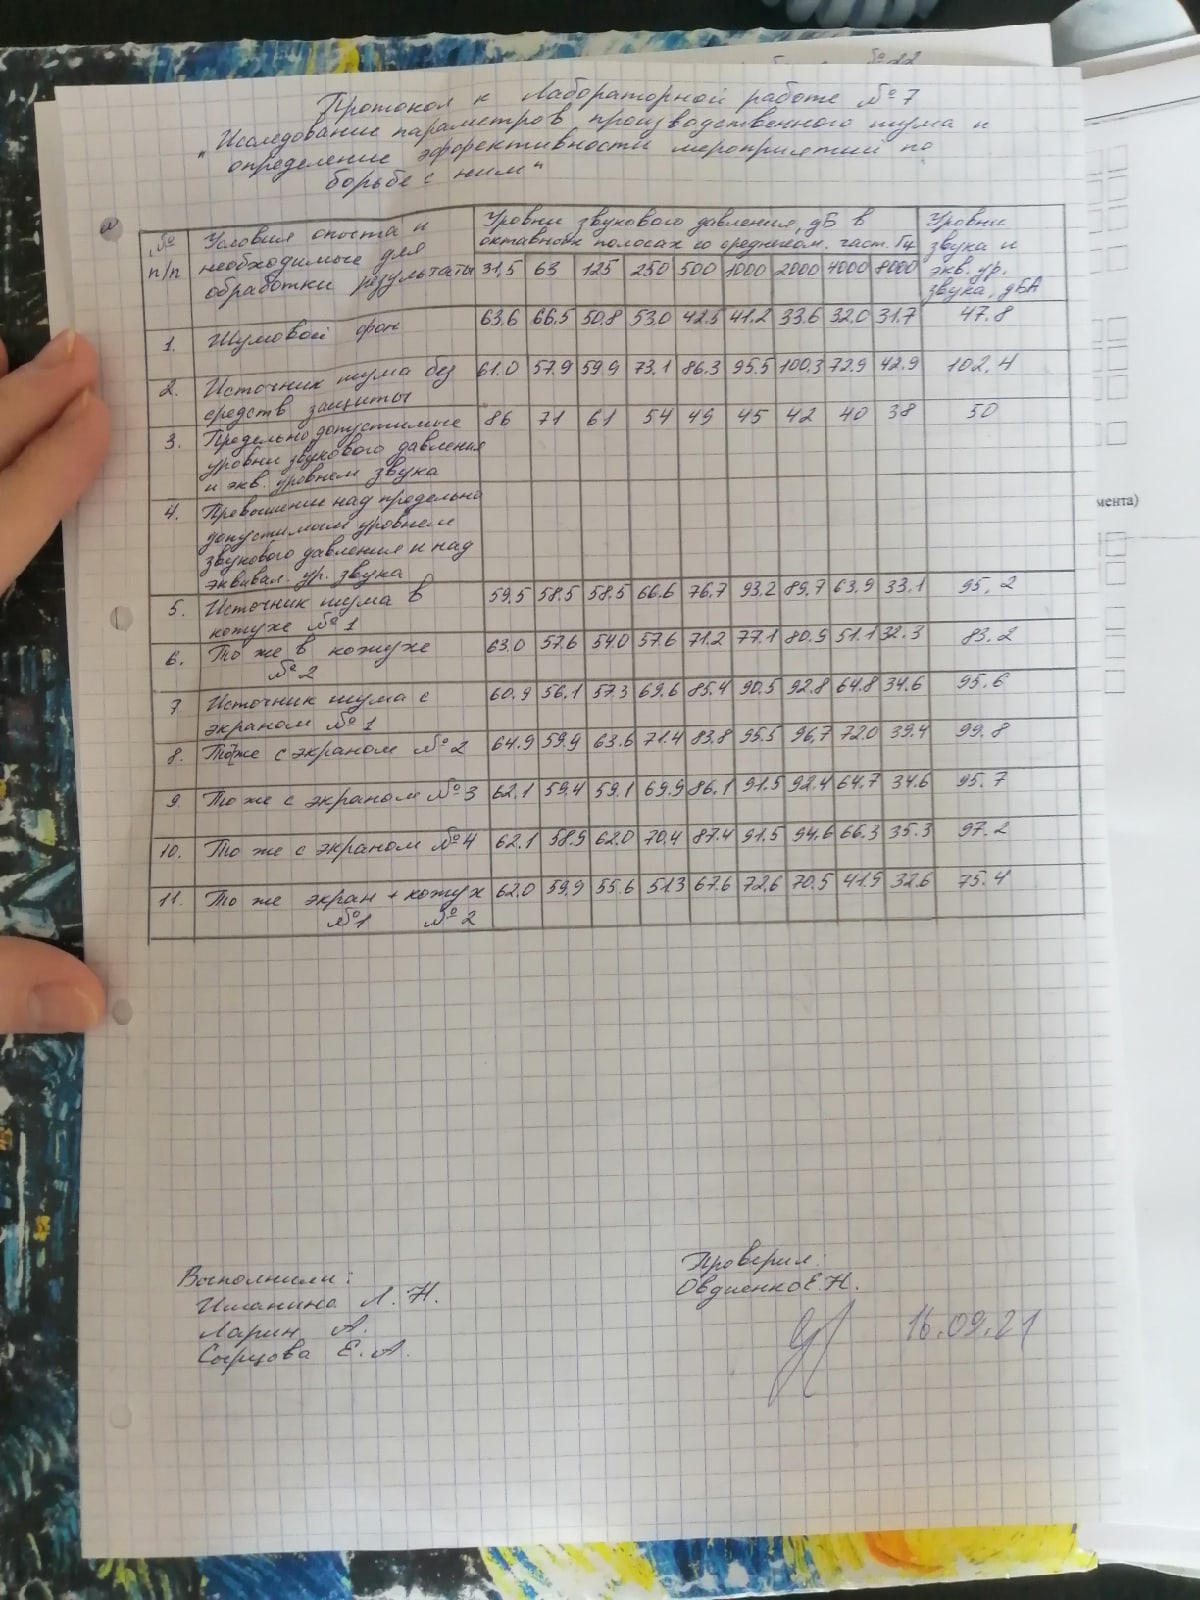 №22
Протокол к Лабораторной работе №7
„Исследование параметров производственного шума и
определение эффективности мероприятий по
борьбе с ним"
№ п/п | Условия опыта и необходимые для обработки результаты | Уровни звукового давления, дБ в октавных полосах со среднегеом. част. Гц | Уровни звука и экв. ур. звука, дБА
31,5 | 63 | 125 | 250 | 500 | 1000 | 2000 | 4000 | 8000
1. | Шумовой фон | 63.6 | 66.5 | 50.8 | 53.0 | 42.5 | 41.2 | 33.6 | 32.0 | 31.7 | 47.8
2. | Источник шума без средств защиты | 61.0 | 57.9 | 59.9 | 73.1 | 86.3 | 95.5 | 100.3 | 72.9 | 42.9 | 102.4
3. | Предельно допустимые уровни звукового давления и экв. уровнем звука | 86 | 71 | 61 | 54 | 49 | 45 | 42 | 40 | 38 | 50
4. | Превышение над предельно допустимым уровнем звукового давления и над эквивал. ур. звука
5. | Источник шума в кожухе №1 | 59.5 | 58.5 | 58.5 | 66.6 | 76.7 | 93.2 | 89.7 | 63.9 | 33.1 | 95.2
6. | То же в кожухе №2 | 63.0 | 57.6 | 54.0 | 57.6 | 71.2 | 77.1 | 80.9 | 51.1 | 32.3 | 83.2
7 | Источник шума с экраном №1 | 60.9 | 56.1 | 57.3 | 69.6 | 85.4 | 90.5 | 92.8 | 64.8 | 34.6 | 95.6
8. | То же с экраном №2 | 64.9 | 59.9 | 63.6 | 71.4 | 83.8 | 95.5 | 96,7 | 72.0 | 39.4 | 99.8
9. | То же с экраном №3 | 62.1 | 59.4 | 59.1 | 69.9 | 86.1 | 91.5 | 92.4 | 64.7 | 34.6 | 95.7
10. | То же с экраном №4 | 62.1 | 58.9 | 62.0 | 70.4 | 87.4 | 91.5 | 94.6 | 66.3 | 35.3 | 97.2
11. | То же экран + кожух №1 №2 | 62.0 | 59.9 | 55.6 | 51.3 | 67.6 | 72.6 | 70.5 | 41.9 | 32.6 | 75.4
мента)
Выполнили:
Л. Н.
Ларин А.
Сырцова Е. А.
Проверил:
Овдиенко Е.Н.
16.09.21